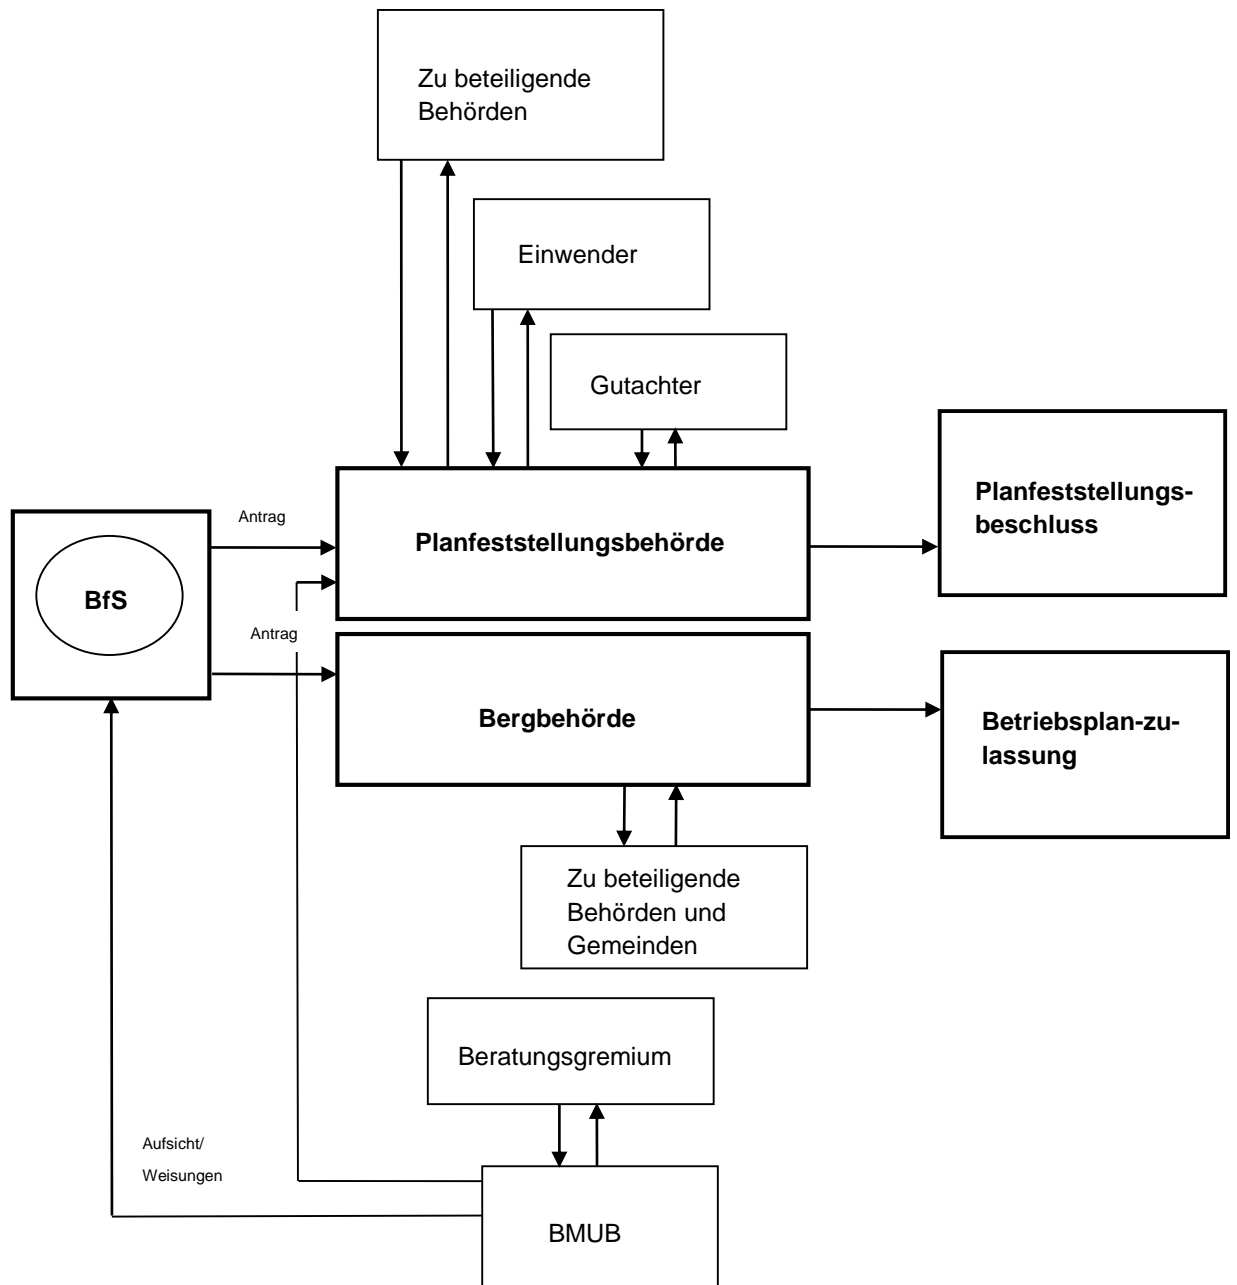 Zu beteiligende
Behörden
Einwender
Gutachter
Planfeststellungs-
beschluss
Antrag
Planfeststellungsbehörde
BfS
Antrag
Bergbehörde
Betriebsplan-zu-
lassung
Zu beteiligende
Behörden und
Gemeinden
Beratungsgremium
Aufsicht/
Weisungen
BMUB